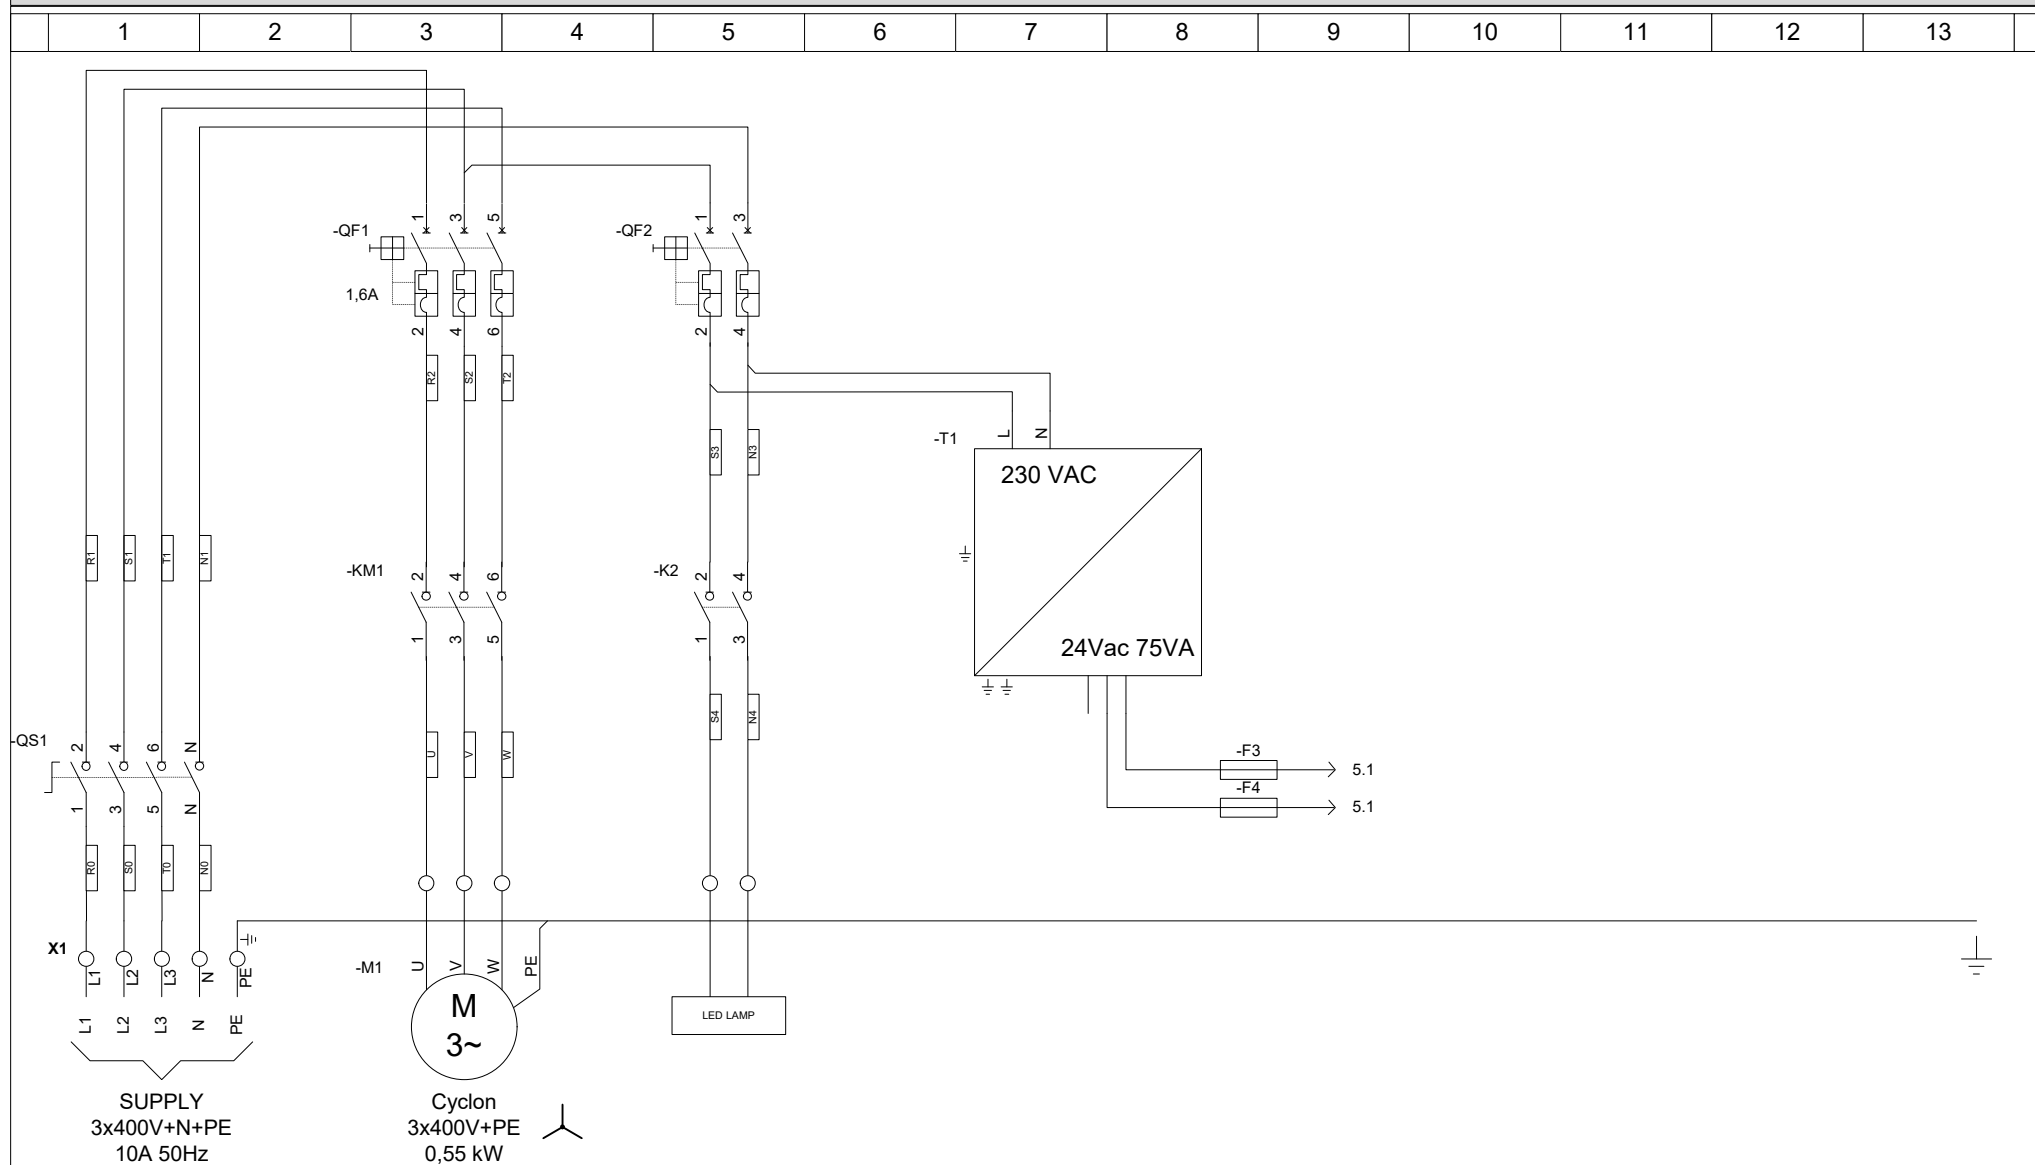 1 2 3 4 5 6 7 8 9 10 11 12 13
-QF1
1 3 5
1,6A
2 4 6
R2 S2 T2
-QF2
1 3
2 4
S3 N3
-T1
L N
230 VAC
24Vac 75VA
R1 S1 T1 N1
-KM1
2 4 6
1 3 5
-K2
2 4
1 3
S4 N4
U V W
-QS1
2 4 6 N
1 3 5 N
-F3
5.1
-F4
5.1
R0 S0 T0 N0
X1
L1 L2 L3 N PE
L1 L2 L3 N PE
-M1
U V W PE
M
3~
LED LAMP
SUPPLY
3x400V+N+PE
10A 50Hz
Cyclon
3x400V+PE
0,55 kW